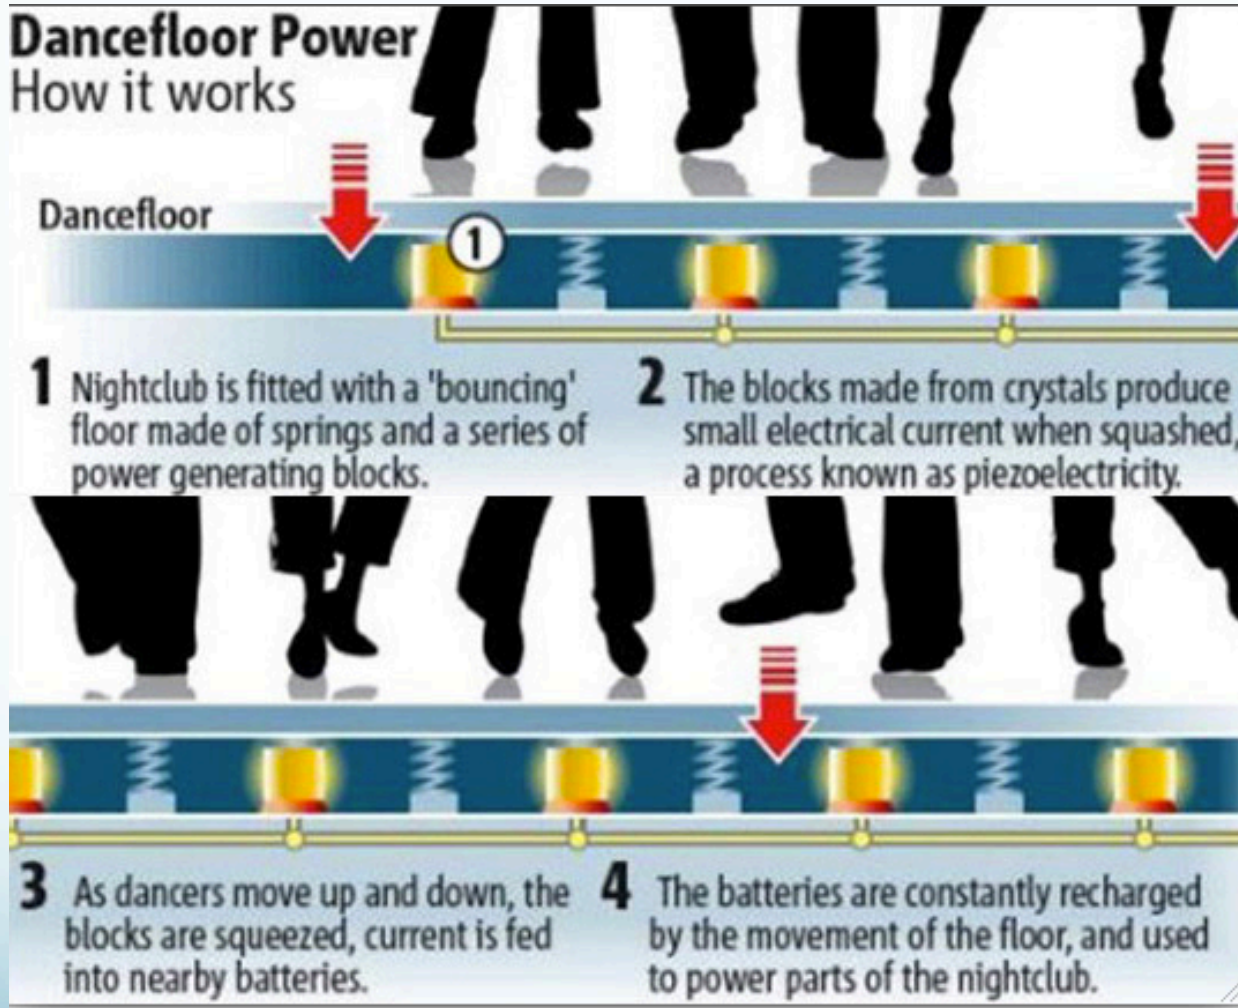 Dancefloor Power
How it works
Dancefloor
1
1 Nightclub is fitted with a 'bouncing'
floor made of springs and a series of
power generating blocks.
2 The blocks made from crystals produce
small electrical current when squashed,
a process known as piezoelectricity.
3 As dancers move up and down, the
blocks are squeezed, current is fed
into nearby batteries.
4 The batteries are constantly recharged
by the movement of the floor, and used
to power parts of the nightclub.